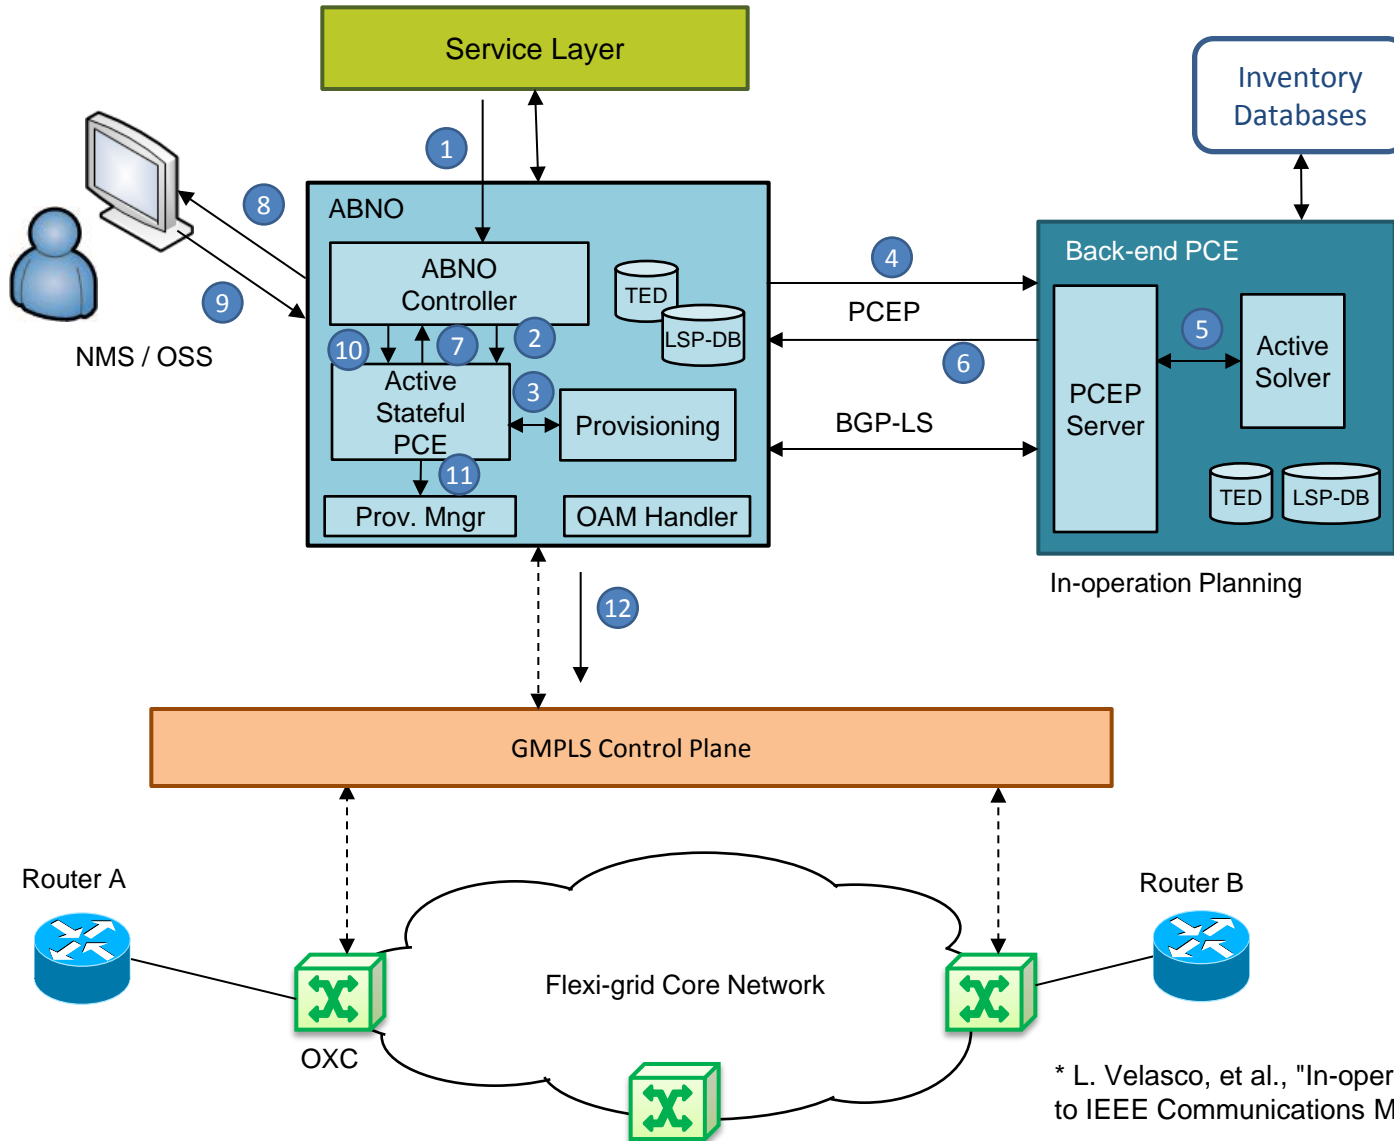 Service Layer
Inventory
Databases
1
8
ABNO
9
ABNO
Controller
TED
LSP-DB
4
PCEP
6
BGP-LS
Back-end PCE
PCEP
Server
5
Active
Solver
TED
LSP-DB
NMS / OSS
10
7
2
Active
Stateful
PCE
3
Provisioning
11
Prov. Mngr
OAM Handler
In-operation Planning
12
GMPLS Control Plane
Router A
Router B
Flexi-grid Core Network
OXC
* L. Velasco, et al., "In-oper
to IEEE Communications M